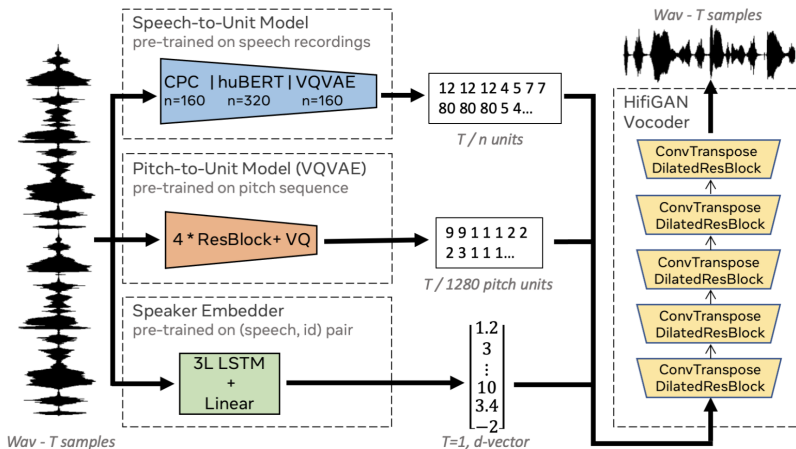 Speech-to-Unit Model
pre-trained on speech recordings
CPC | huBERT | VQVAE
n=160 n=320 n=160
12 12 12 4 5 7 7
80 80 80 5 4...
T / n units
Pitch-to-Unit Model (VQVAE)
pre-trained on pitch sequence
4 * ResBlock+ VQ
9 9 1 1 1 2 2
2 3 1 1 1...
T / 1280 pitch units
Speaker Embedder
pre-trained on (speech, id) pair
3L LSTM
+
Linear
1.2
3
⋮
10
3.4
-2
T=1, d-vector
Wav - T samples
Wav - T samples
HifiGAN
Vocoder
ConvTranspose
DilatedResBlock
ConvTranspose
DilatedResBlock
ConvTranspose
DilatedResBlock
ConvTranspose
DilatedResBlock
ConvTranspose
DilatedResBlock